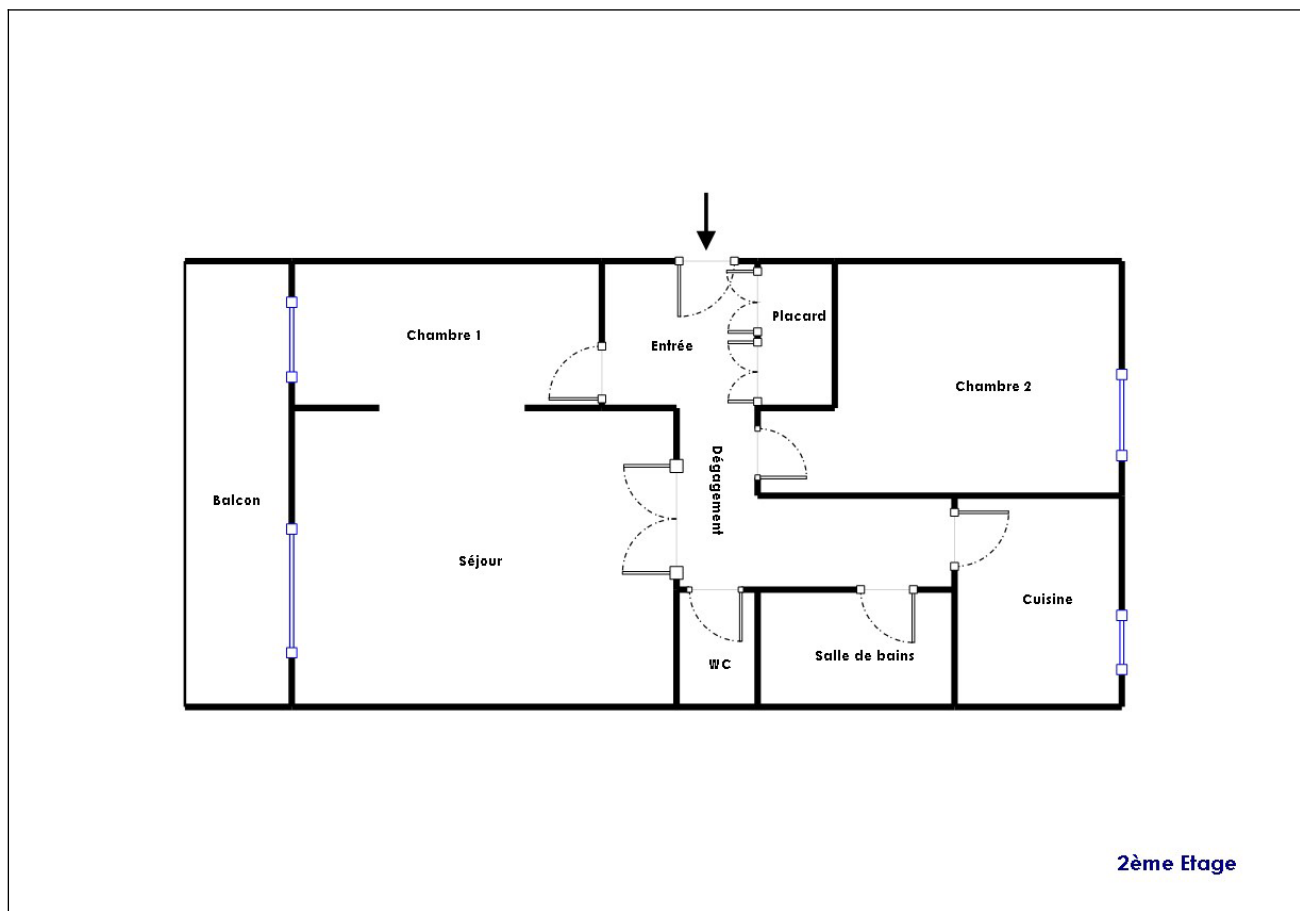 Placard
Chambre 1
Entrée
Chambre 2
Dégagement
Balcon
Séjour
Cuisine
Salle de bains
WC
2ème Etage